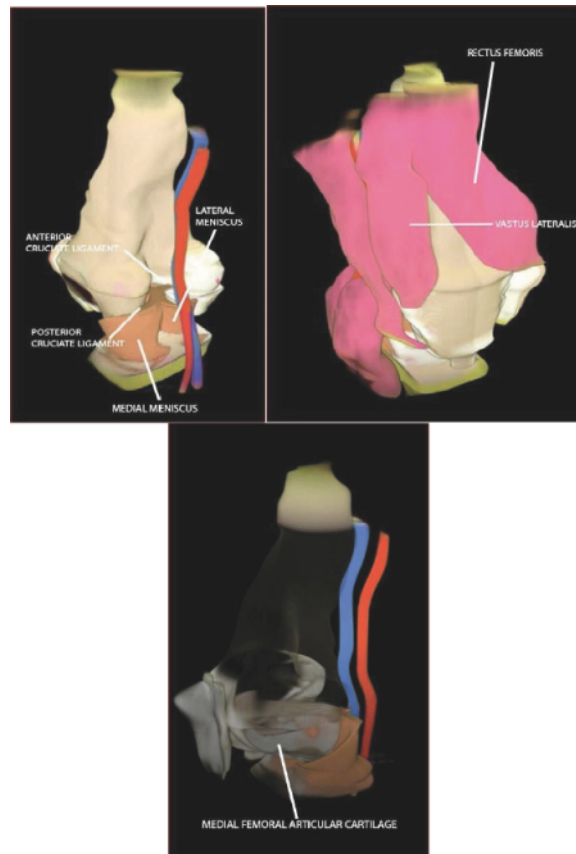 LATERAL
MENISCUS
ANTERIOR
CRUCIATE LIGAMENT
POSTERIOR
CRUCIATE LIGAMENT
MEDIAL MENISCUS
RECTUS FEMORIS
VASTUS LATERALIS
MEDIAL FEMORAL ARTICULAR CARTILAGE